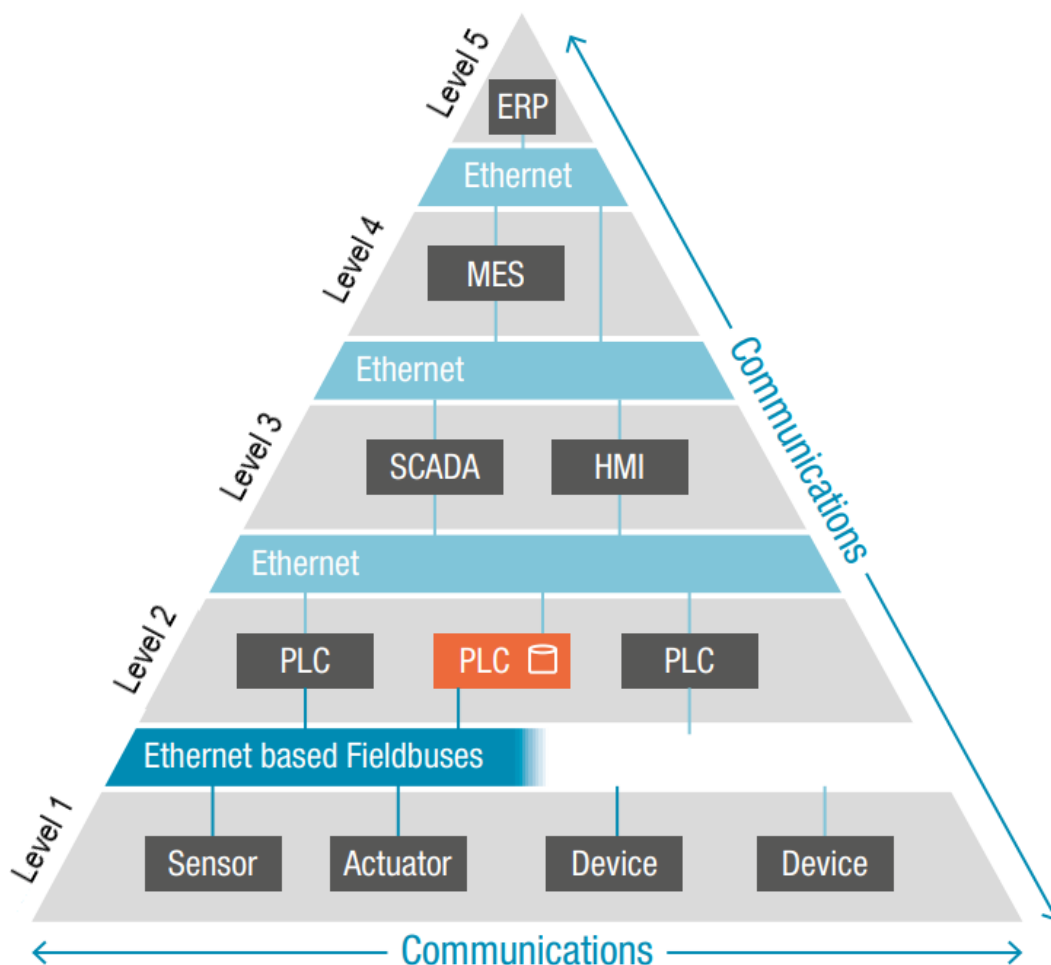 Level 5
ERP
Ethernet
Level 4
MES
Ethernet
Communications
Level 3
SCADA
HMI
Ethernet
Level 2
PLC
PLC
PLC
Ethernet based Fieldbuses
Level 1
Sensor
Actuator
Device
Device
Communications